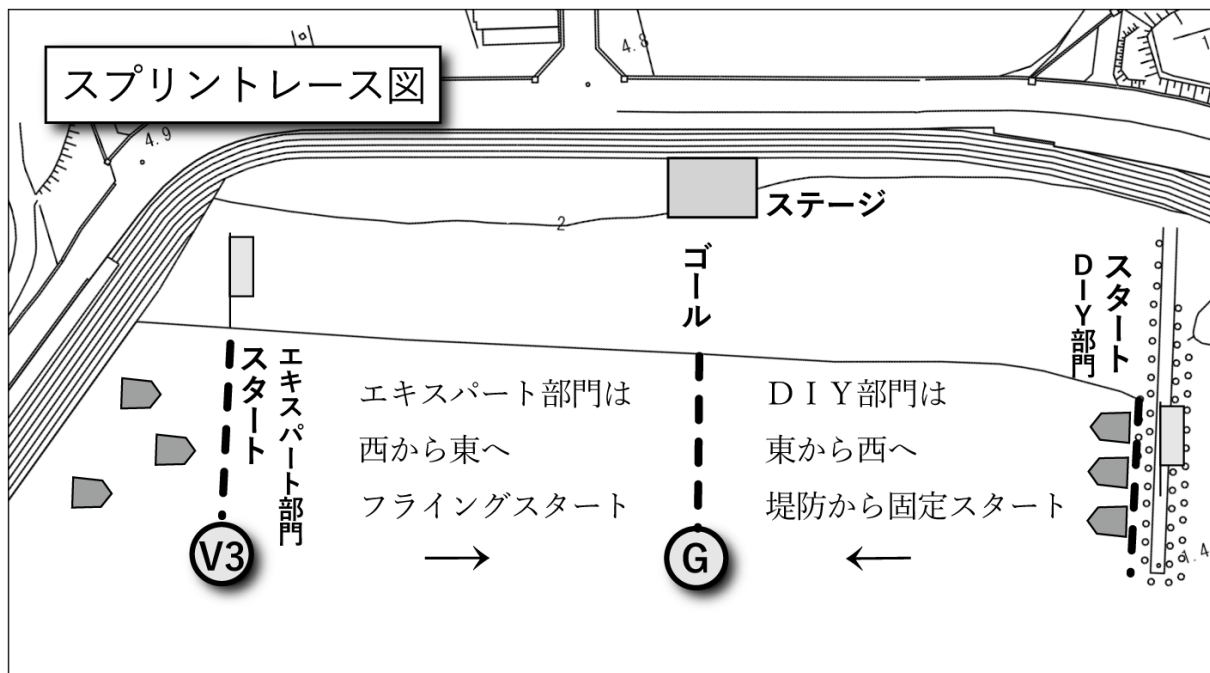 スプリントレース図
4.8
4.9
2
ステージ
ゴール
スタート
DIY部門
スタート
エキスパート部門
エキスパート部門は
西から東へ
フライングスタート
ＤＩＹ部門は
東から西へ
堤防から固定スタート
V3
→
G
←
1.4